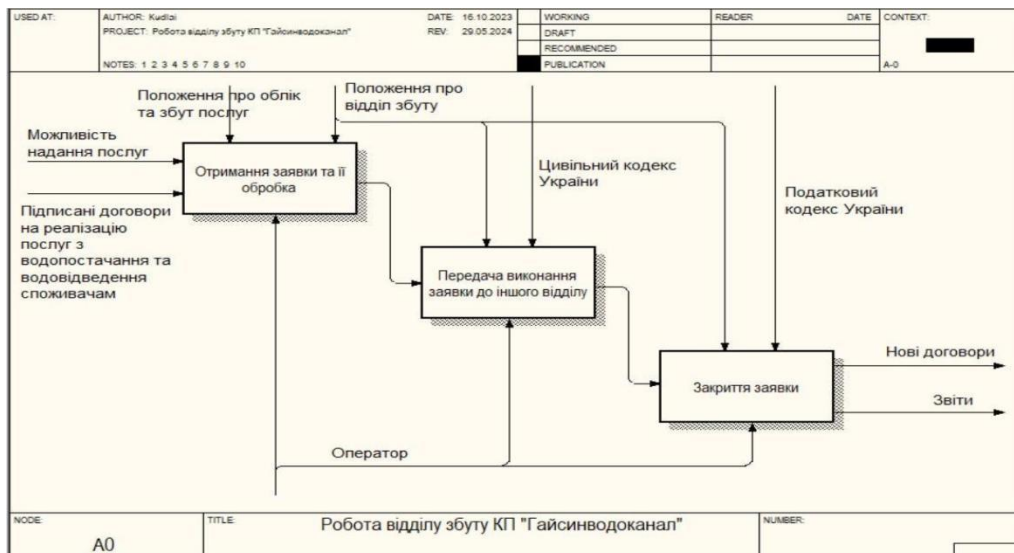 USED AT:
AUTHOR: Kudlai
DATE: 16.10.2023
WORKING
READER
DATE
CONTEXT:
PROJECT: Робота відділу збуту КП "Гайсинводоканал"
REV: 29.05.2024
DRAFT
RECOMMENDED
NOTES: 1 2 3 4 5 6 7 8 9 10
PUBLICATION
A-0
Положення про облік
та збут послуг
Положення про
відділ збуту
Можливість
надання послуг
Отримання заявки та її
обробка
Цивільний кодекс
України
Податковий
кодекс України
Підписані договори
на реалізацію
послуг з
водопостачання та
водовідведення
споживачам
Передача виконання
заявки до іншого відділу
Закриття заявки
Нові договори
Звіти
Оператор
NODE:
TITLE:
NUMBER:
A0
Робота відділу збуту КП "Гайсинводоканал"